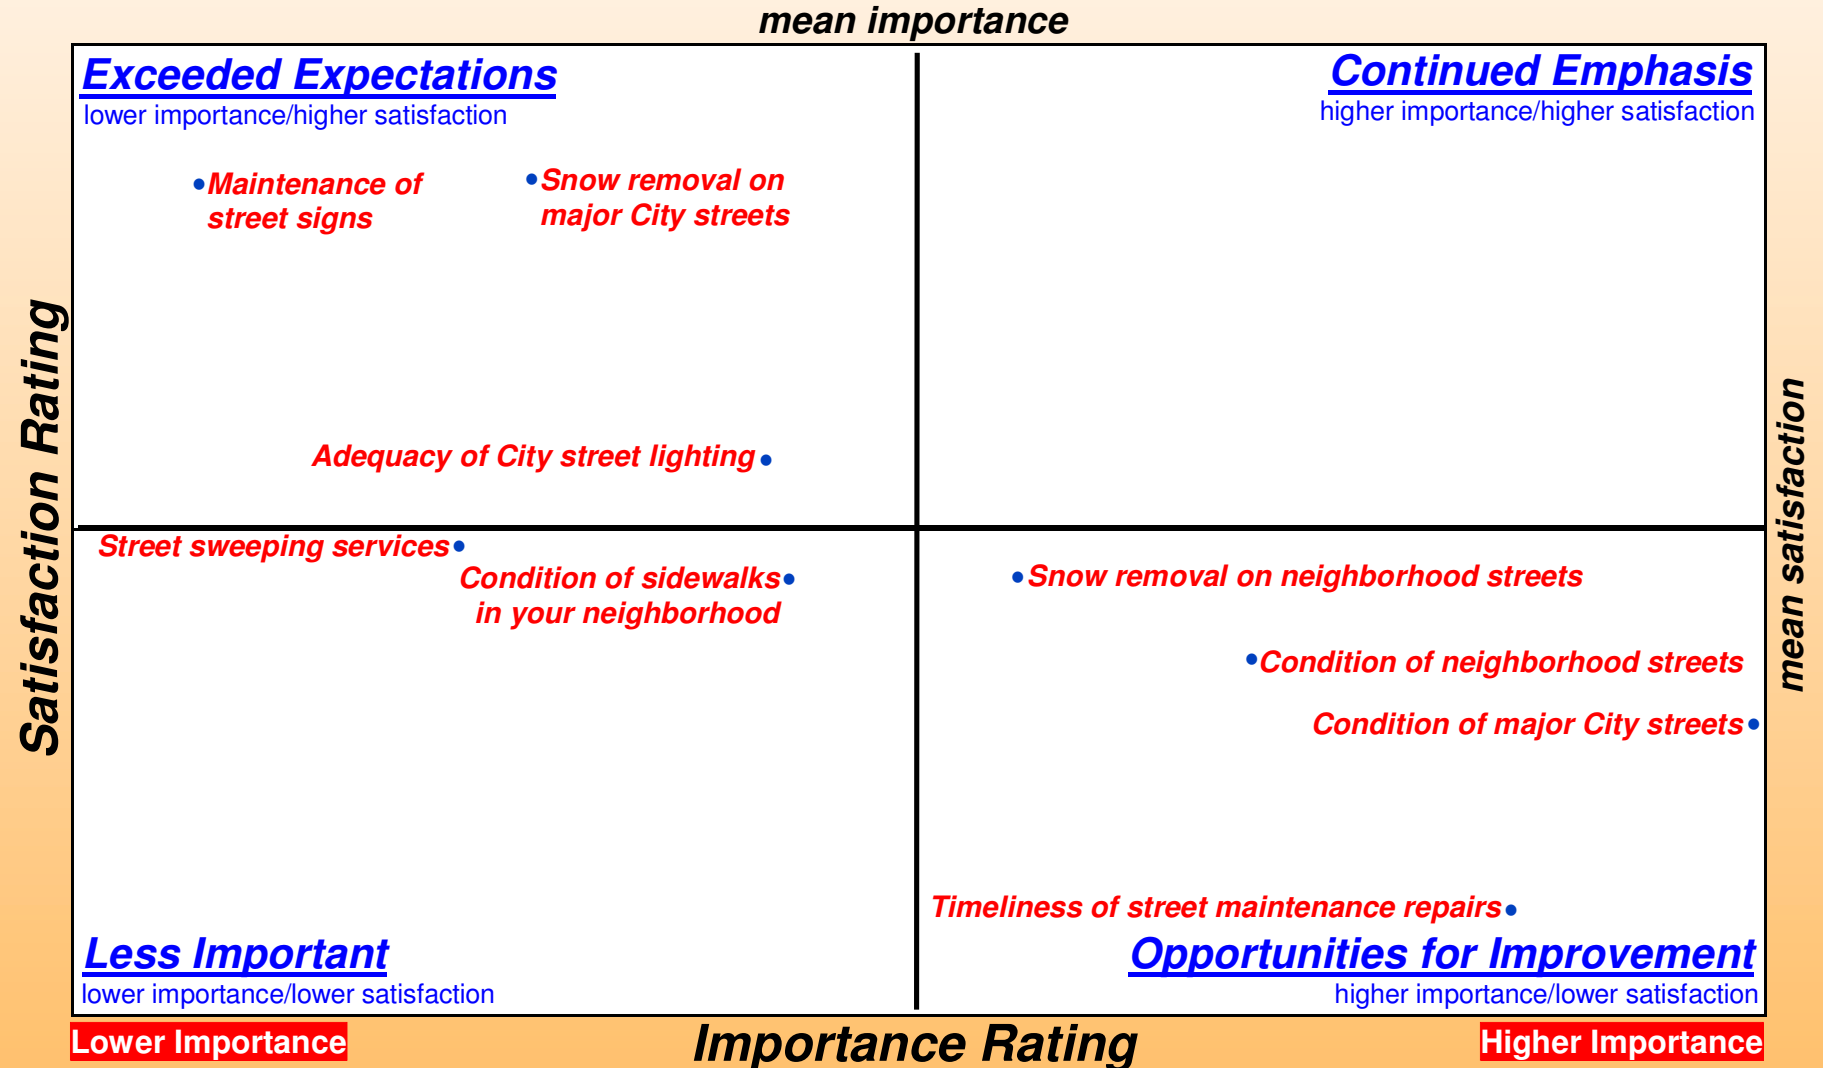 mean importance
Exceeded Expectations
lower importance/higher satisfaction
Continued Emphasis
higher importance/higher satisfaction
Maintenance of
street signs
Snow removal on
major City streets
Adequacy of City street lighting
Satisfaction Rating
mean satisfaction
Street sweeping services
Condition of sidewalks
in your neighborhood
Snow removal on neighborhood streets
Condition of neighborhood streets
Condition of major City streets
Timeliness of street maintenance repairs
Less Important
lower importance/lower satisfaction
Opportunities for Improvement
higher importance/lower satisfaction
Lower Importance
Importance Rating
Higher Importance